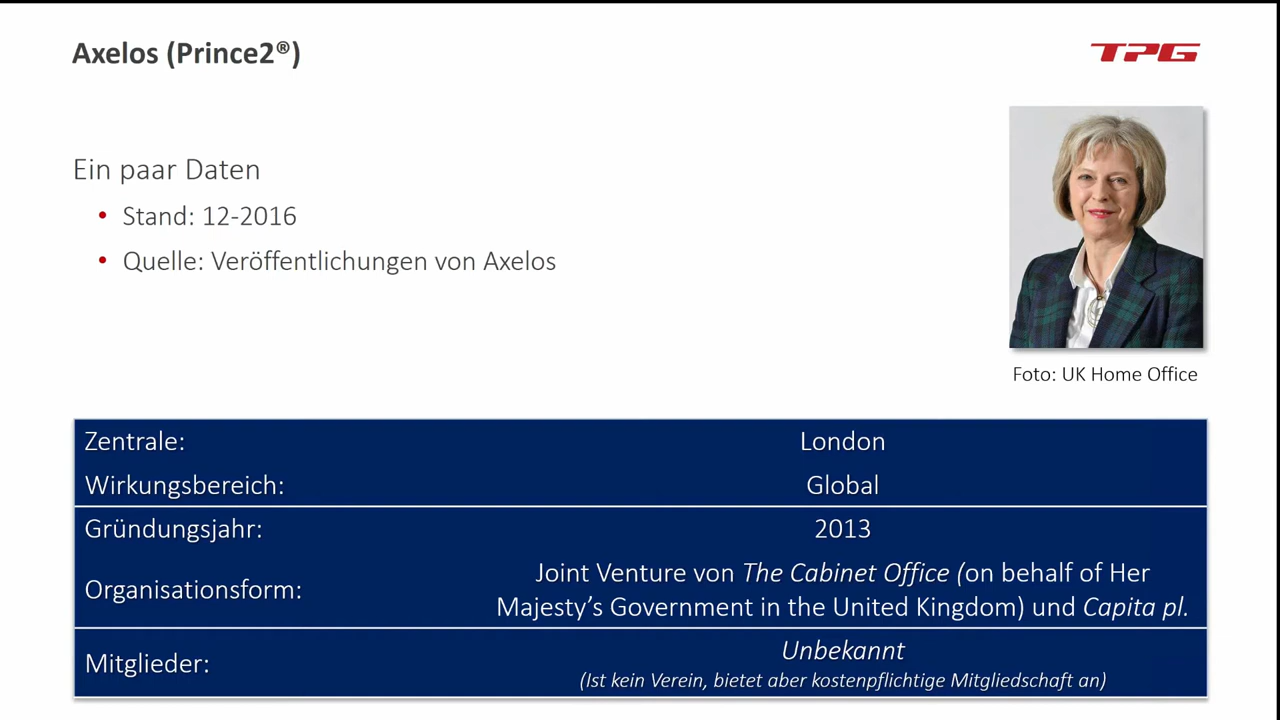 Axelos (Prince2®)
TPG
Ein paar Daten
• Stand: 12-2016
• Quelle: Veröffentlichungen von Axelos
Foto: UK Home Office
Zentrale: London
Wirkungsbereich: Global
Gründungsjahr: 2013
Organisationsform: Joint Venture von The Cabinet Office (on behalf of Her
Majesty’s Government in the United Kingdom) und Capita pl.
Mitglieder: Unbekannt
(Ist kein Verein, bietet aber kostenpflichtige Mitgliedschaft an)